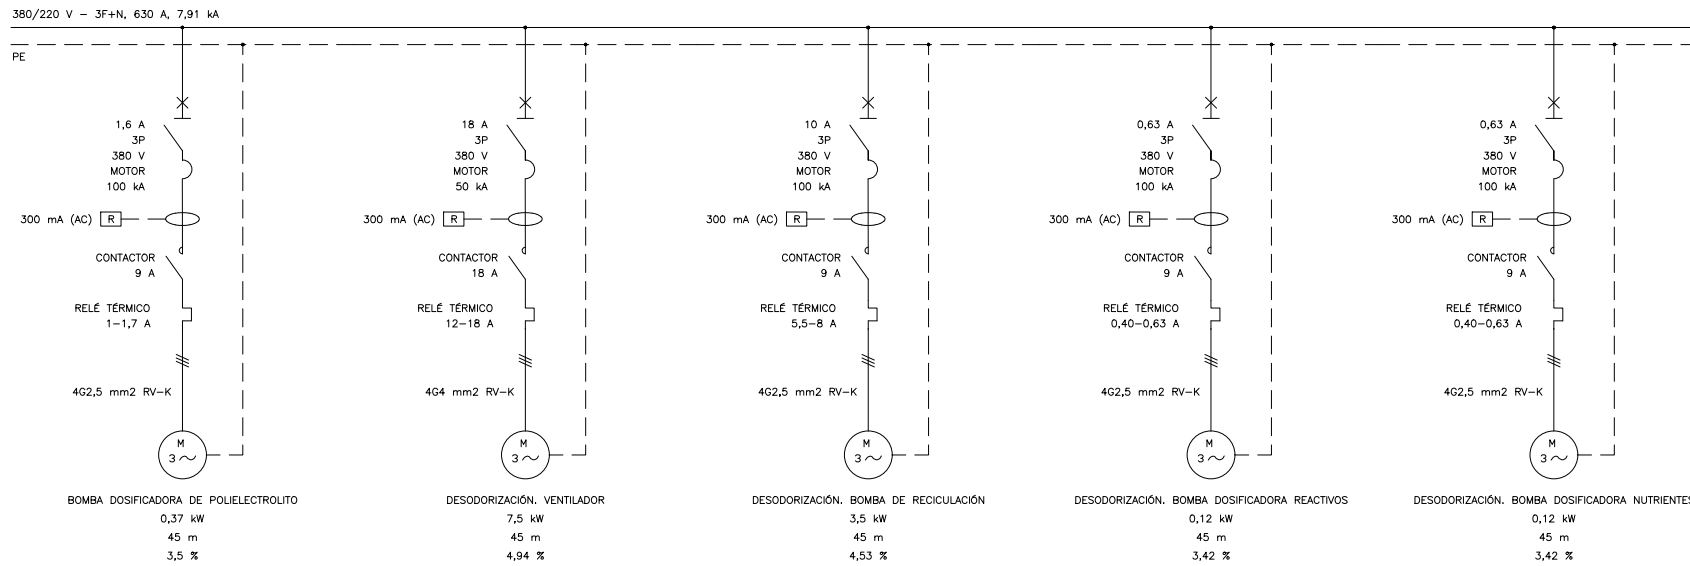 380/220 V – 3F+N, 630 A, 7,91 kA
PE
1,6 A
3P
380 V
MOTOR
100 kA
300 mA (AC) R
CONTACTOR
9 A
RELÉ TÉRMICO
1–1,7 A
4G2,5 mm2 RV–K
M
3
BOMBA DOSIFICADORA DE POLIELECTROLITO
0,37 kW
45 m
3,5 %
18 A
3P
380 V
MOTOR
50 kA
300 mA (AC) R
CONTACTOR
18 A
RELÉ TÉRMICO
12–18 A
4G4 mm2 RV–K
M
3
DESODORIZACIÓN. VENTILADOR
7,5 kW
45 m
4,94 %
10 A
3P
380 V
MOTOR
100 kA
300 mA (AC) R
CONTACTOR
9 A
RELÉ TÉRMICO
5,5–8 A
4G2,5 mm2 RV–K
M
3
DESODORIZACIÓN. BOMBA DE RECICULACIÓN
3,5 kW
45 m
4,53 %
0,63 A
3P
380 V
MOTOR
100 kA
300 mA (AC) R
CONTACTOR
9 A
RELÉ TÉRMICO
0,40–0,63 A
4G2,5 mm2 RV–K
M
3
DESODORIZACIÓN. BOMBA DOSIFICADORA REACTIVOS
0,12 kW
45 m
3,42 %
0,63 A
3P
380 V
MOTOR
100 kA
300 mA (AC) R
CONTACTOR
9 A
RELÉ TÉRMICO
0,40–0,63 A
4G2,5 mm2 RV–K
M
3
DESODORIZACIÓN. BOMBA DOSIFICADORA NUTRIENTES
0,12 kW
45 m
3,42 %